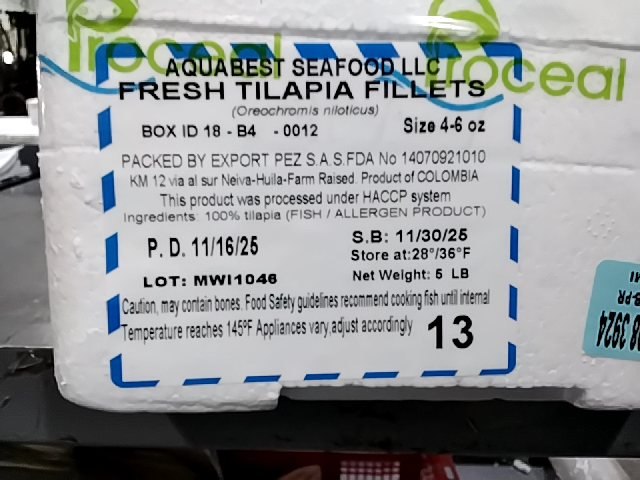 Proceal
Proceal
AQUABEST SEAFOOD LLC
FRESH TILAPIA FILLETS
(Oreochromis niloticus)
BOX ID 18 - B4 - 0012 Size 4-6 oz
PACKED BY EXPORT PEZ S.A.S.FDA No 14070921010
KM 12 via al sur Neiva-Huila-Farm Raised. Product of COLOMBIA
This product was processed under HACCP system
Ingredients: 100% tilapia (FISH / ALLERGEN PRODUCT)
P. D. 11/16/25 S.B: 11/30/25
Store at:28°/36°F
LOT: MWI1046 Net Weight: 5 LB
Caution, may contain bones. Food Safety guidelines recommend cooking fish until internal
Temperature reaches 145ºF Appliances vary,adjust accordingly 13
3924
B-PR